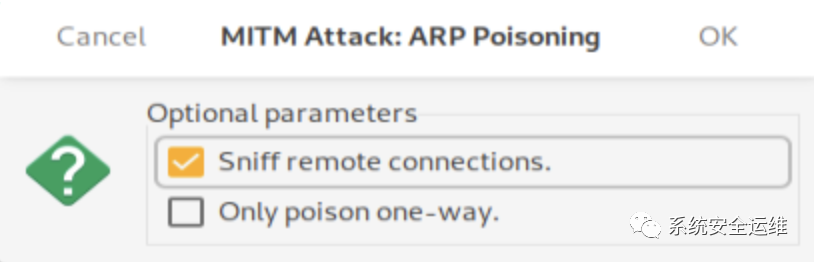 Cancel MITM Attack: ARP Poisoning OK
Optional parameters
Sniff remote connections.
Only poison one-way.
系统安全运维